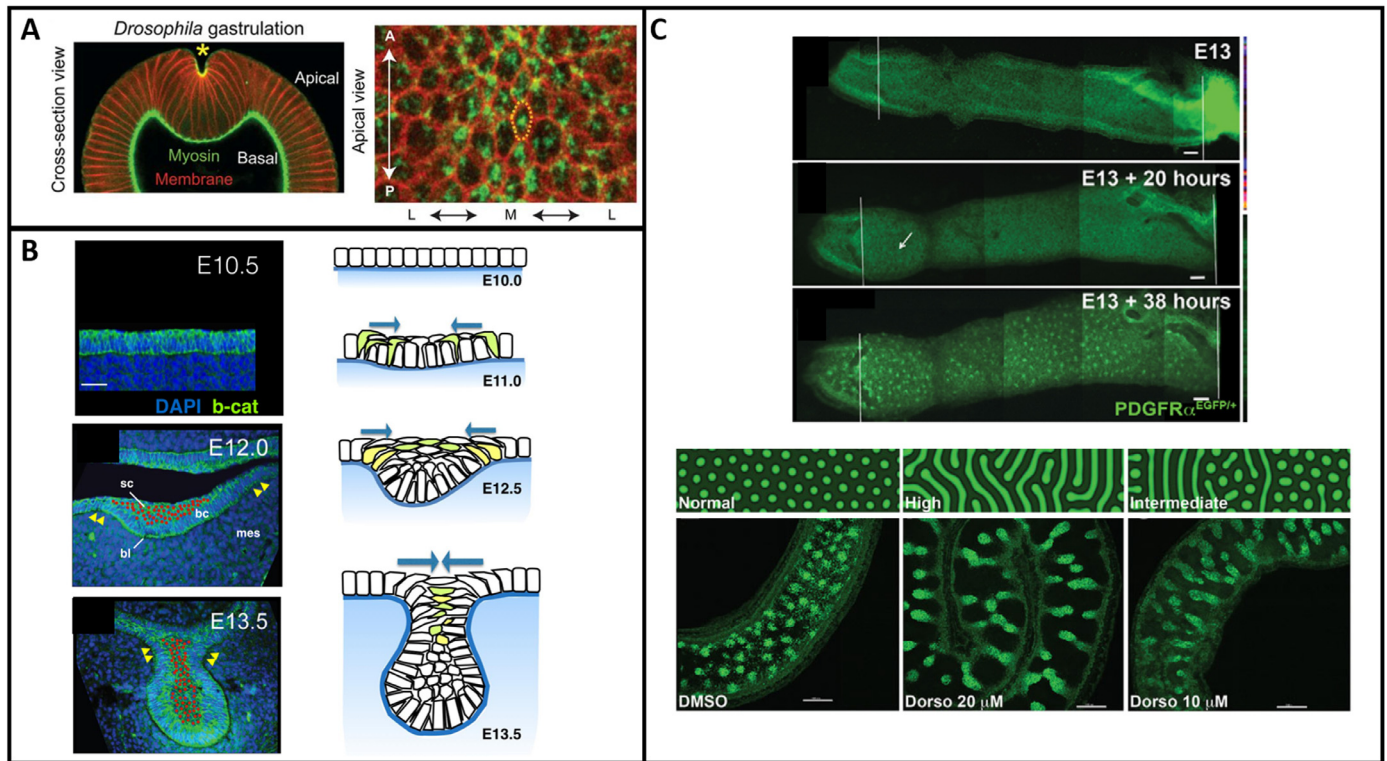 A
Drosophila gastrulation
Cross-section view
*
Apical
Myosin
Basal
Membrane
Apical view
A
P
L M L
B
E10.5
DAPI b-cat
E12.0
sc
bc
bl
mes
E13.5
E10.0
E11.0
E12.5
E13.5
C
E13
E13 + 20 hours
E13 + 38 hours
PDGFRα^EGFP/+
Normal
High
Intermediate
DMSO
Dorso 20 μM
Dorso 10 μM